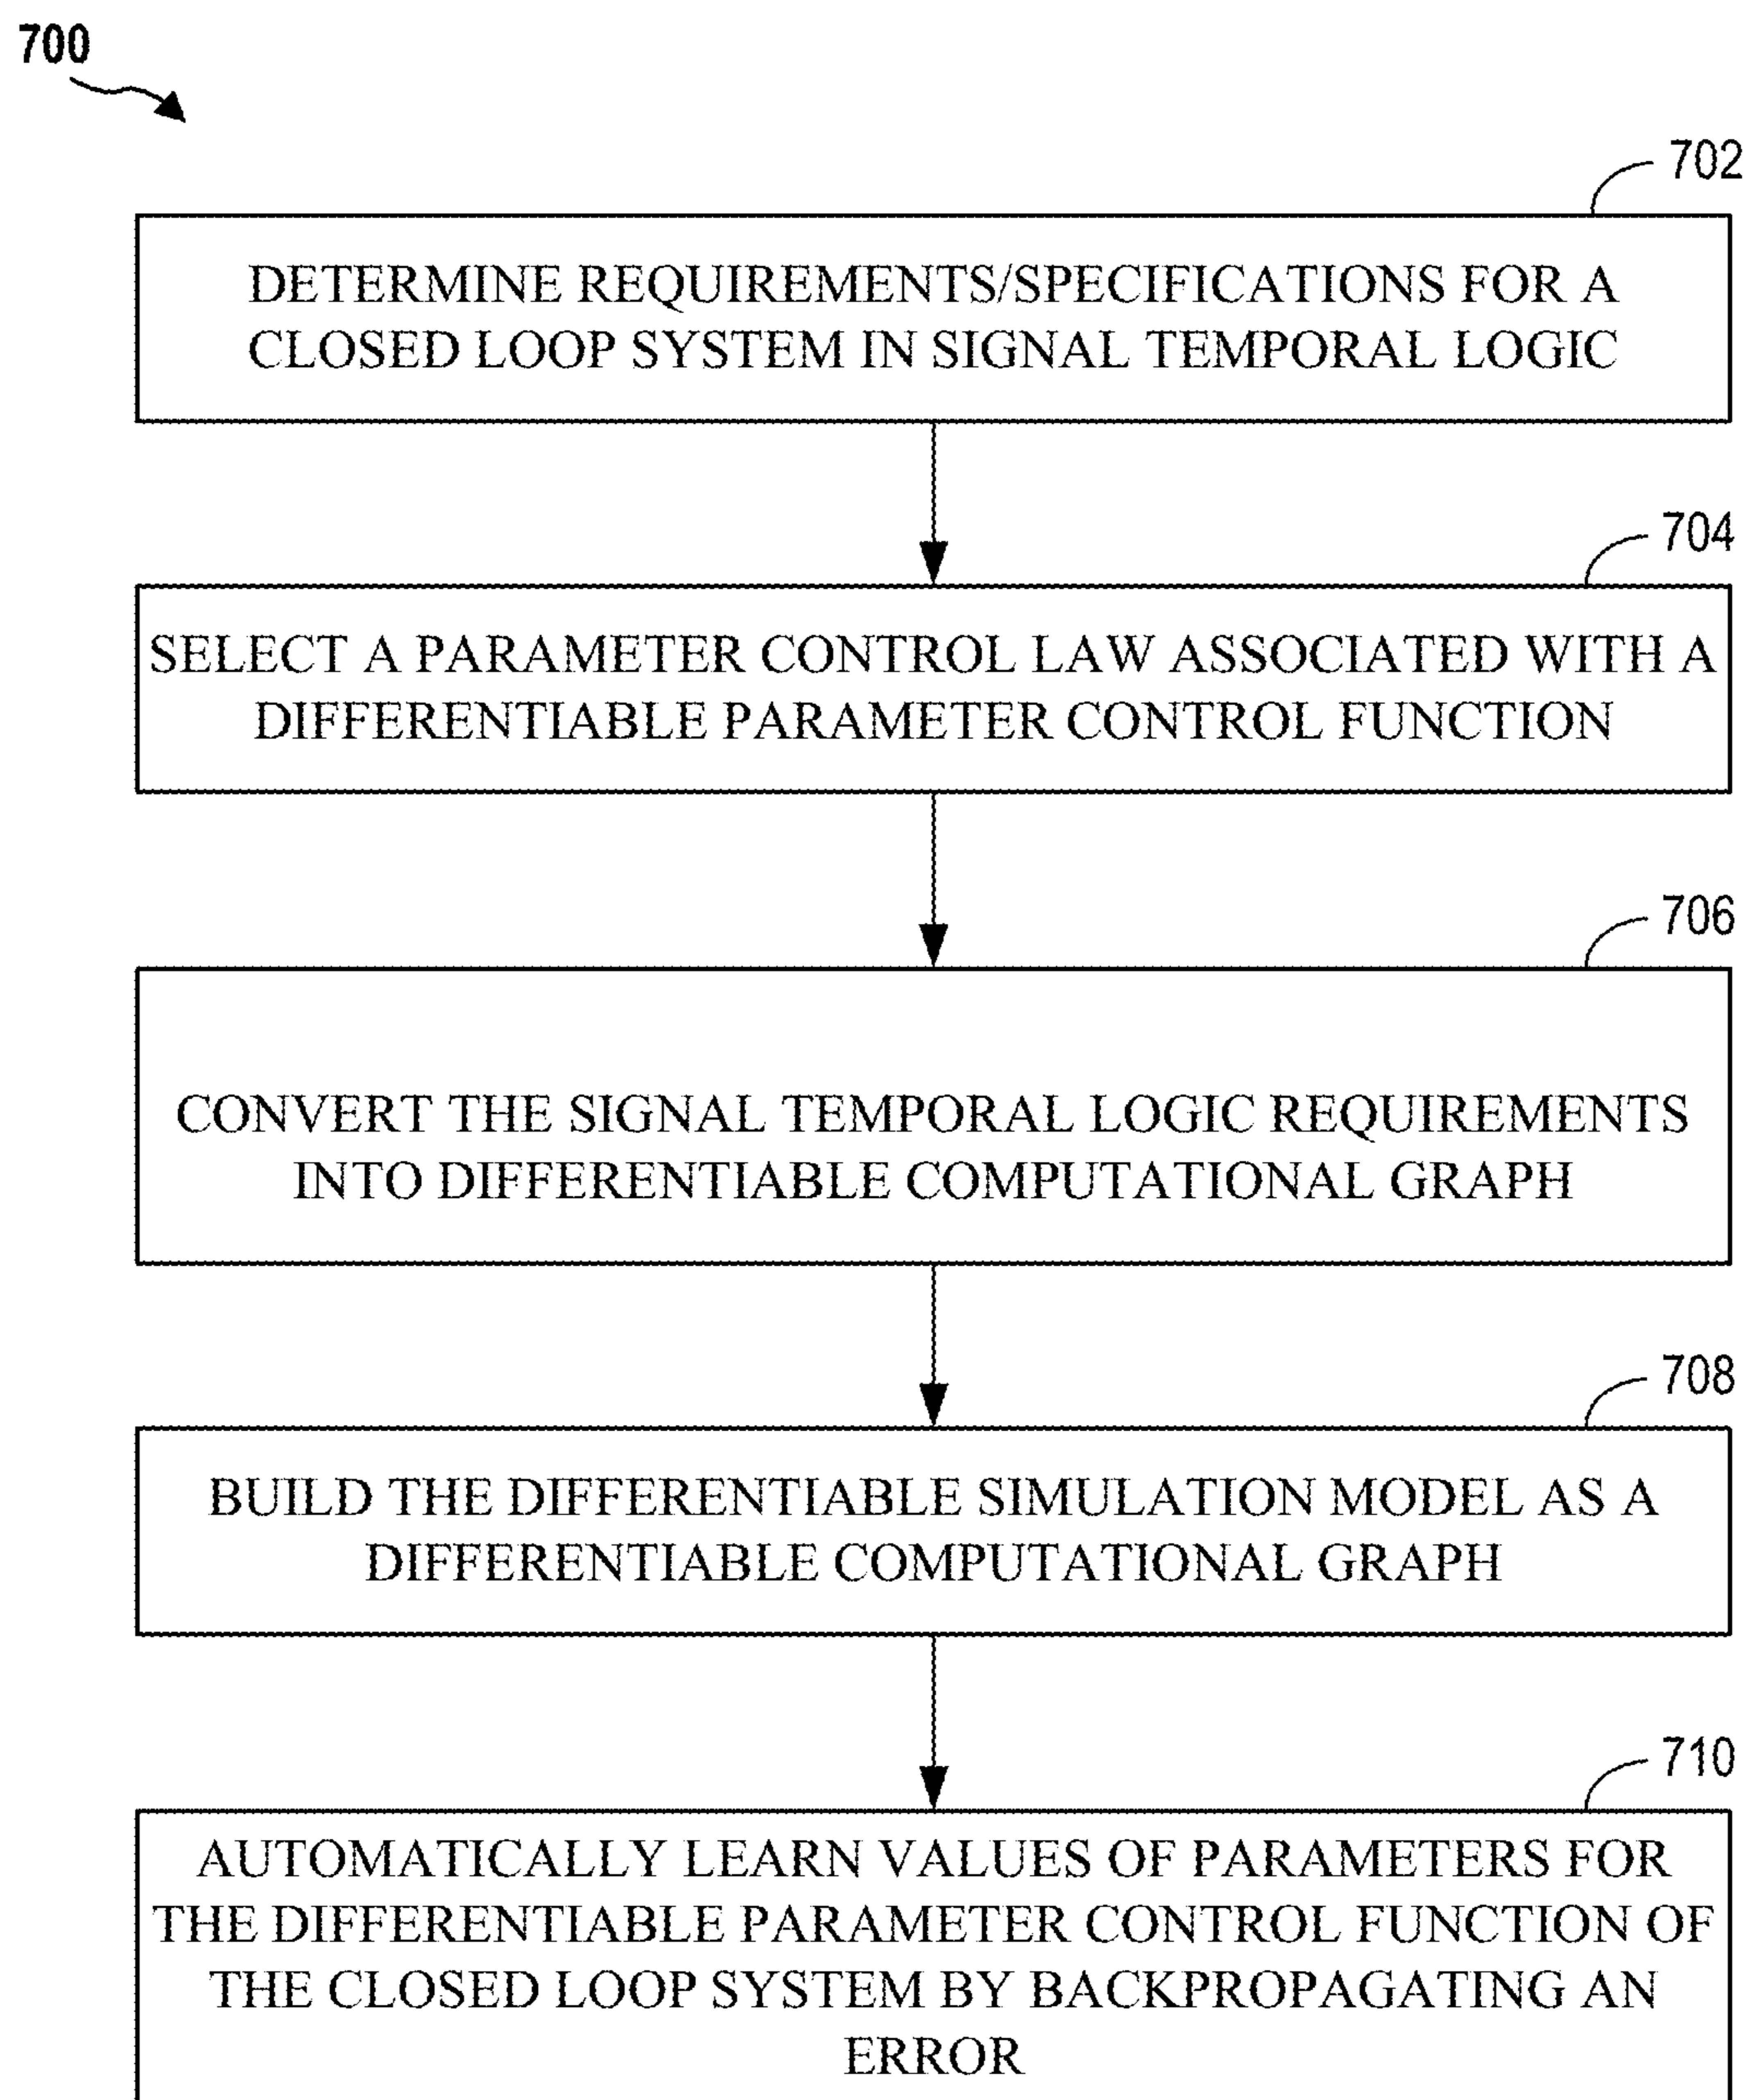 700
702
DETERMINE REQUIREMENTS/SPECIFICATIONS FOR A
CLOSED LOOP SYSTEM IN SIGNAL TEMPORAL LOGIC
704
SELECT A PARAMETER CONTROL LAW ASSOCIATED WITH A
DIFFERENTIABLE PARAMETER CONTROL FUNCTION
706
CONVERT THE SIGNAL TEMPORAL LOGIC REQUIREMENTS
INTO DIFFERENTIABLE COMPUTATIONAL GRAPH
708
BUILD THE DIFFERENTIABLE SIMULATION MODEL AS A
DIFFERENTIABLE COMPUTATIONAL GRAPH
710
AUTOMATICALLY LEARN VALUES OF PARAMETERS FOR
THE DIFFERENTIABLE PARAMETER CONTROL FUNCTION OF
THE CLOSED LOOP SYSTEM BY BACKPROPAGATING AN
ERROR